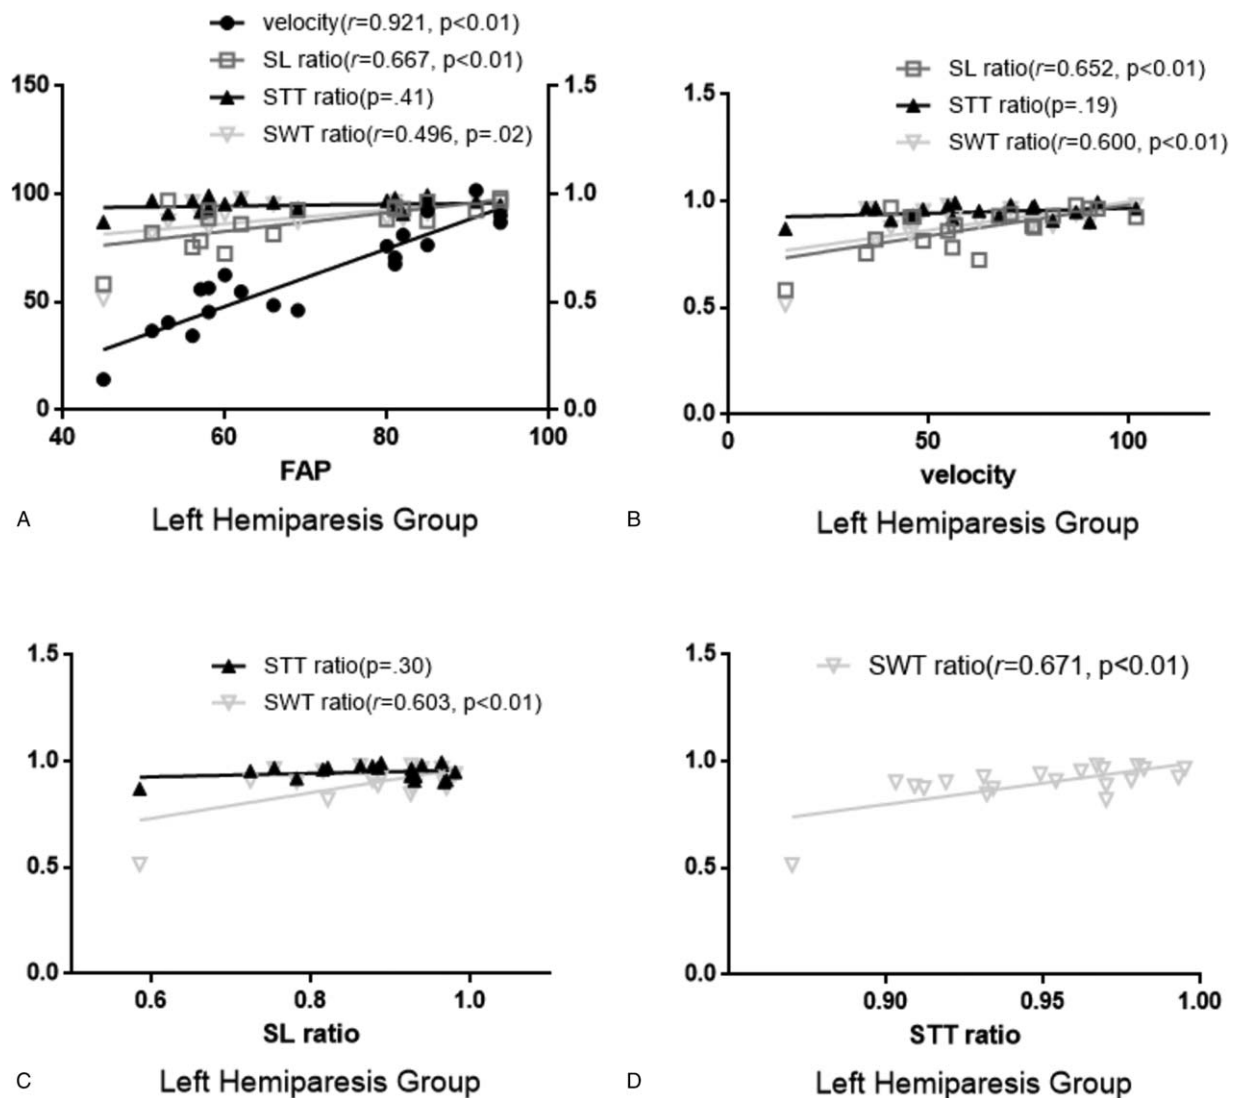 velocity(r=0.921, p<0.01)
SL ratio(r=0.667, p<0.01)
STT ratio(p=.41)
SWT ratio(r=0.496, p=.02)
150
100
50
0
1.5
1.0
0.5
0.0
40
60
80
100
FAP
A
Left Hemiparesis Group
SL ratio(r=0.652, p<0.01)
STT ratio(p=.19)
SWT ratio(r=0.600, p<0.01)
1.5
1.0
0.5
0.0
0
50
100
velocity
B
Left Hemiparesis Group
STT ratio(p=.30)
SWT ratio(r=0.603, p<0.01)
1.5
1.0
0.5
0.0
0.6
0.8
1.0
SL ratio
C
Left Hemiparesis Group
SWT ratio(r=0.671, p<0.01)
1.5
1.0
0.5
0.0
0.90
0.95
1.00
STT ratio
D
Left Hemiparesis Group